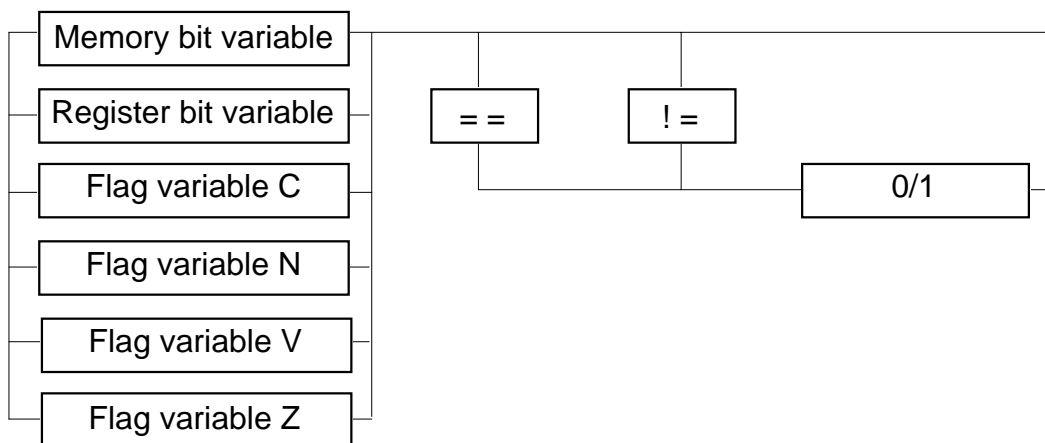 Memory bit variable
Register bit variable
= =
! =
Flag variable C
0/1
Flag variable N
Flag variable V
Flag variable Z